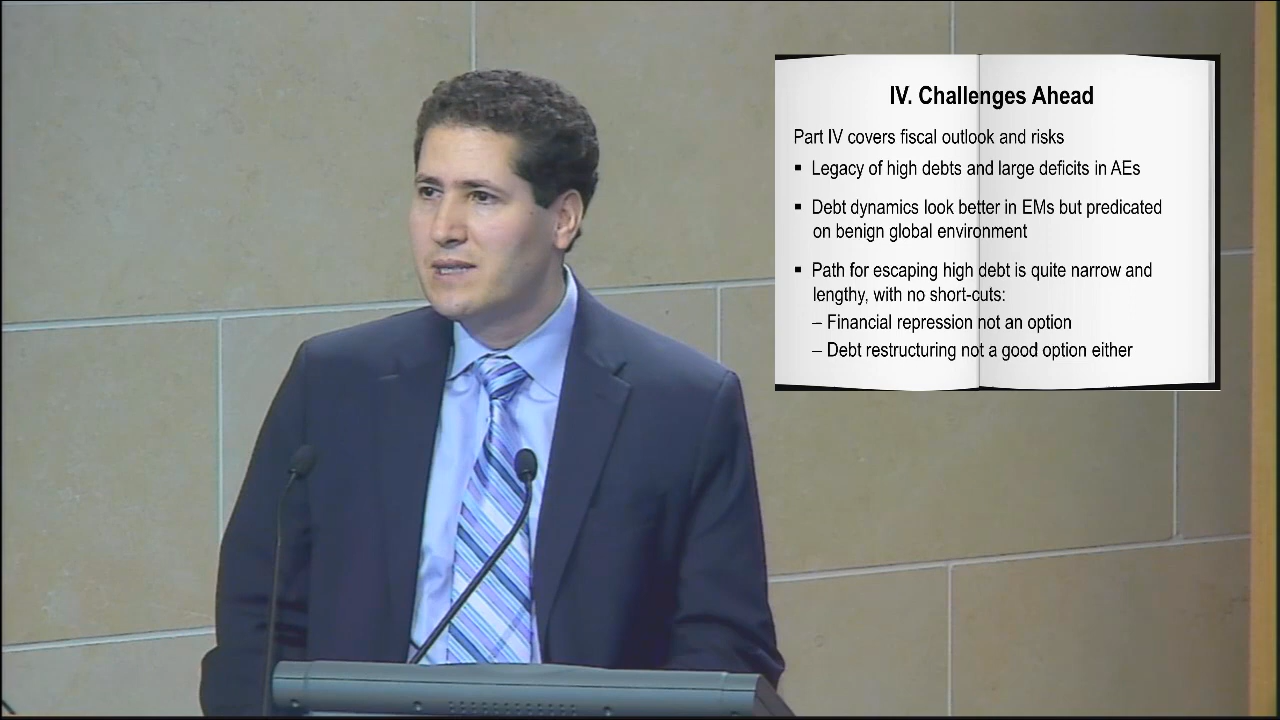 IV. Challenges Ahead
Part IV covers fiscal outlook and risks
▪ Legacy of high debts and large deficits in AEs
▪ Debt dynamics look better in EMs but predicated
on benign global environment
▪ Path for escaping high debt is quite narrow and
lengthy, with no short-cuts:
– Financial repression not an option
– Debt restructuring not a good option either